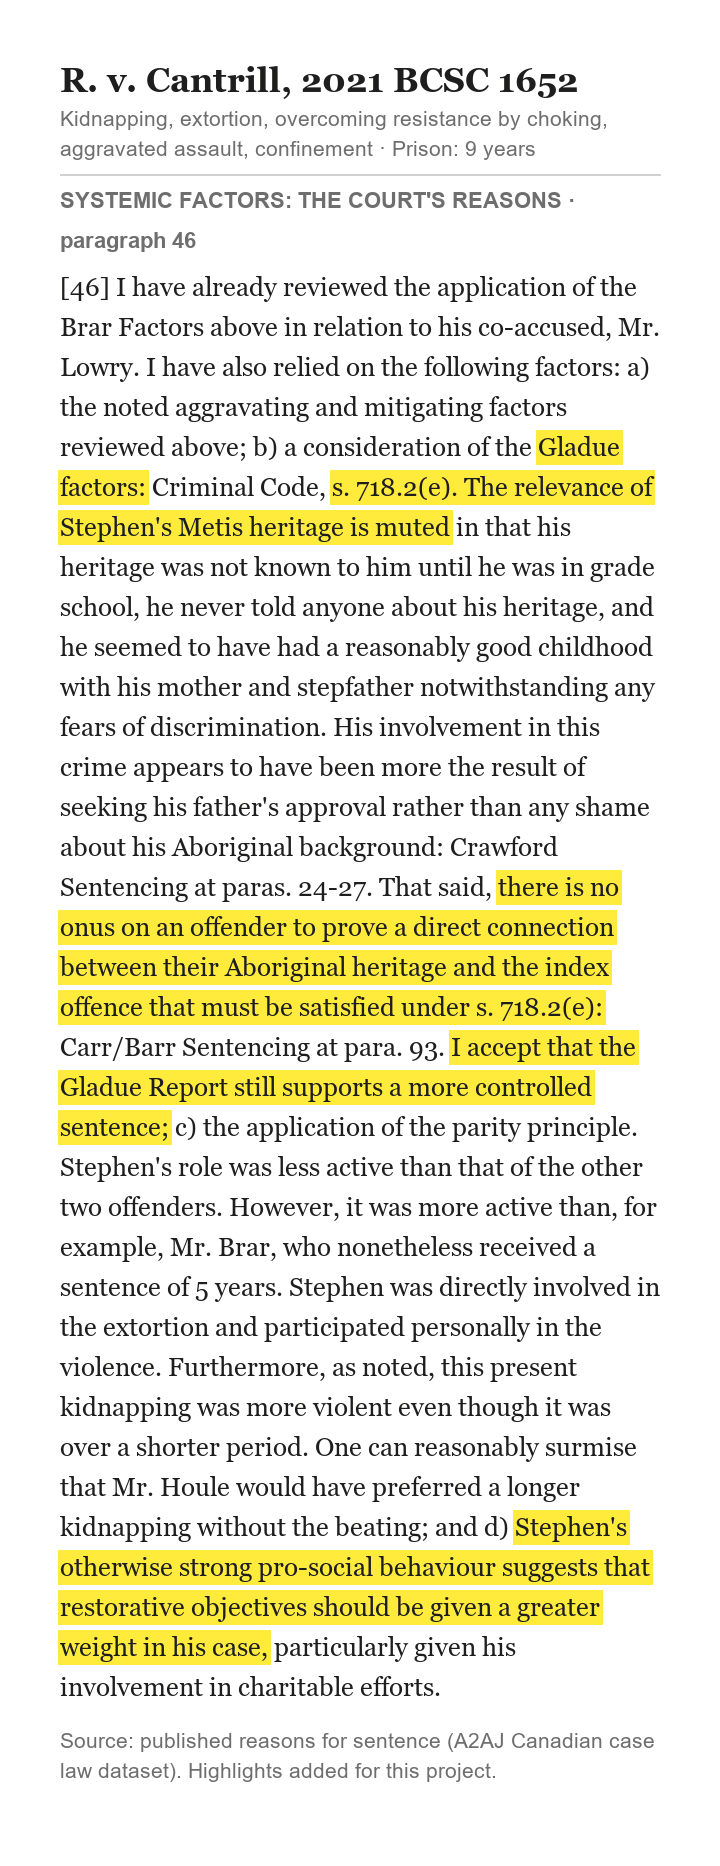 R. v. Cantrill, 2021 BCSC 1652
Kidnapping, extortion, overcoming resistance by choking,
aggravated assault, confinement · Prison: 9 years
SYSTEMIC FACTORS: THE COURT'S REASONS ·
paragraph 46
[46] I have already reviewed the application of the
Brar Factors above in relation to his co-accused, Mr.
Lowry. I have also relied on the following factors: a)
the noted aggravating and mitigating factors
reviewed above; b) a consideration of the Gladue
factors: Criminal Code, s. 718.2(e). The relevance of
Stephen's Metis heritage is muted in that his
heritage was not known to him until he was in grade
school, he never told anyone about his heritage, and
he seemed to have had a reasonably good childhood
with his mother and stepfather notwithstanding any
fears of discrimination. His involvement in this
crime appears to have been more the result of
seeking his father's approval rather than any shame
about his Aboriginal background: Crawford
Sentencing at paras. 24-27. That said, there is no
onus on an offender to prove a direct connection
between their Aboriginal heritage and the index
offence that must be satisfied under s. 718.2(e):
Carr/Barr Sentencing at para. 93. I accept that the
Gladue Report still supports a more controlled
sentence; c) the application of the parity principle.
Stephen's role was less active than that of the other
two offenders. However, it was more active than, for
example, Mr. Brar, who nonetheless received a
sentence of 5 years. Stephen was directly involved in
the extortion and participated personally in the
violence. Furthermore, as noted, this present
kidnapping was more violent even though it was
over a shorter period. One can reasonably surmise
that Mr. Houle would have preferred a longer
kidnapping without the beating; and d) Stephen's
otherwise strong pro-social behaviour suggests that
restorative objectives should be given a greater
weight in his case, particularly given his
involvement in charitable efforts.
Source: published reasons for sentence (A2AJ Canadian case
law dataset). Highlights added for this project.